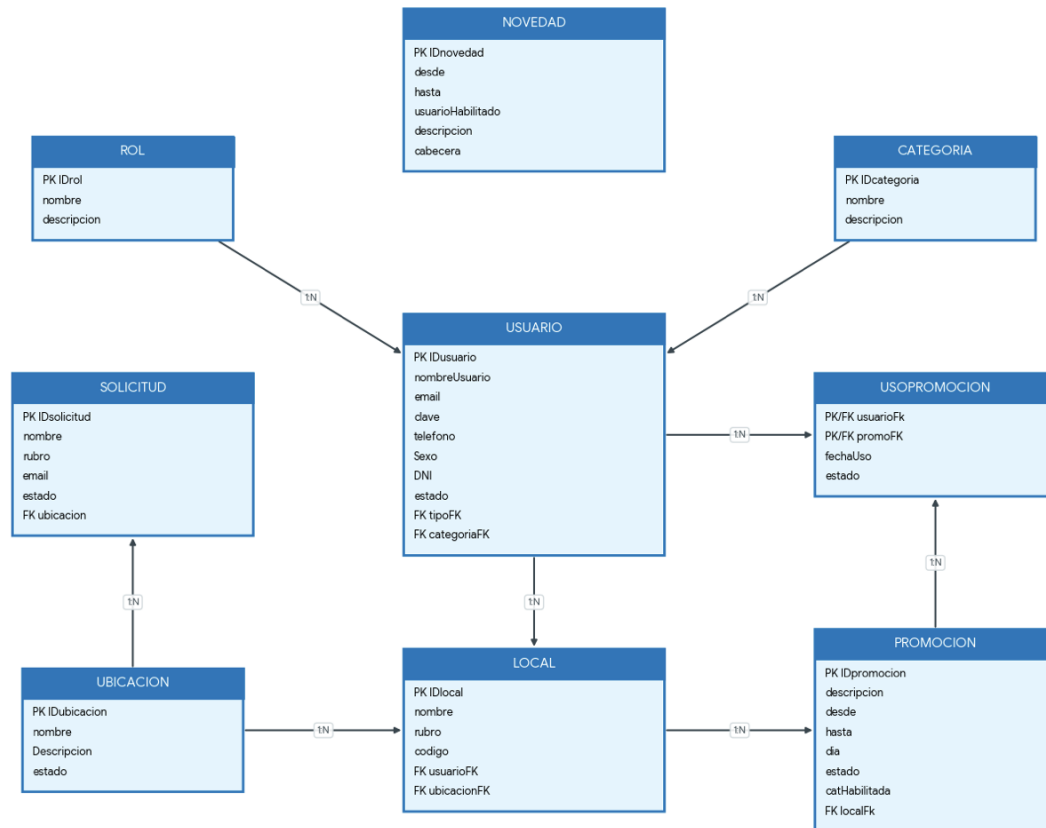 NOVEDAD
PK IDnovedad
desde
hasta
usuarioHabilitado
descripcion
cabecera
ROL
PK IDrol
nombre
descripcion
CATEGORIA
PK IDcategoria
nombre
descripcion
1:N
1:N
USUARIO
PK IDusuario
nombreUsuario
email
clave
telefono
Sexo
DNI
estado
FK tipoFK
FK categoriaFK
SOLICITUD
PK IDsolicitud
nombre
rubro
email
estado
FK ubicacion
USOPROMOCION
PK/FK usuarioFk
PK/FK promoFK
fechaUso
estado
1:N
1:N
1:N
1:N
UBICACION
PK IDubicacion
nombre
Descripcion
estado
1:N
LOCAL
PK IDlocal
nombre
rubro
codigo
FK usuarioFK
FK ubicacionFK
1:N
PROMOCION
PK IDpromocion
descripcion
desde
hasta
dia
estado
catHabilitada
FK localFk